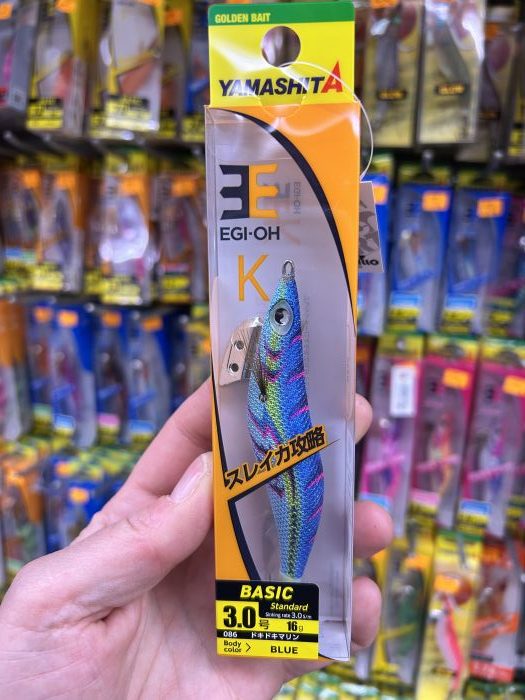 GOLDEN BAIT
YAMASHITA
EGI-OH
K
スレイカ攻略
BASIC
Standard
3.0号
Sinking rate 3.0 s/m
16g
086 ドキドキマリン
Body color > BLUE